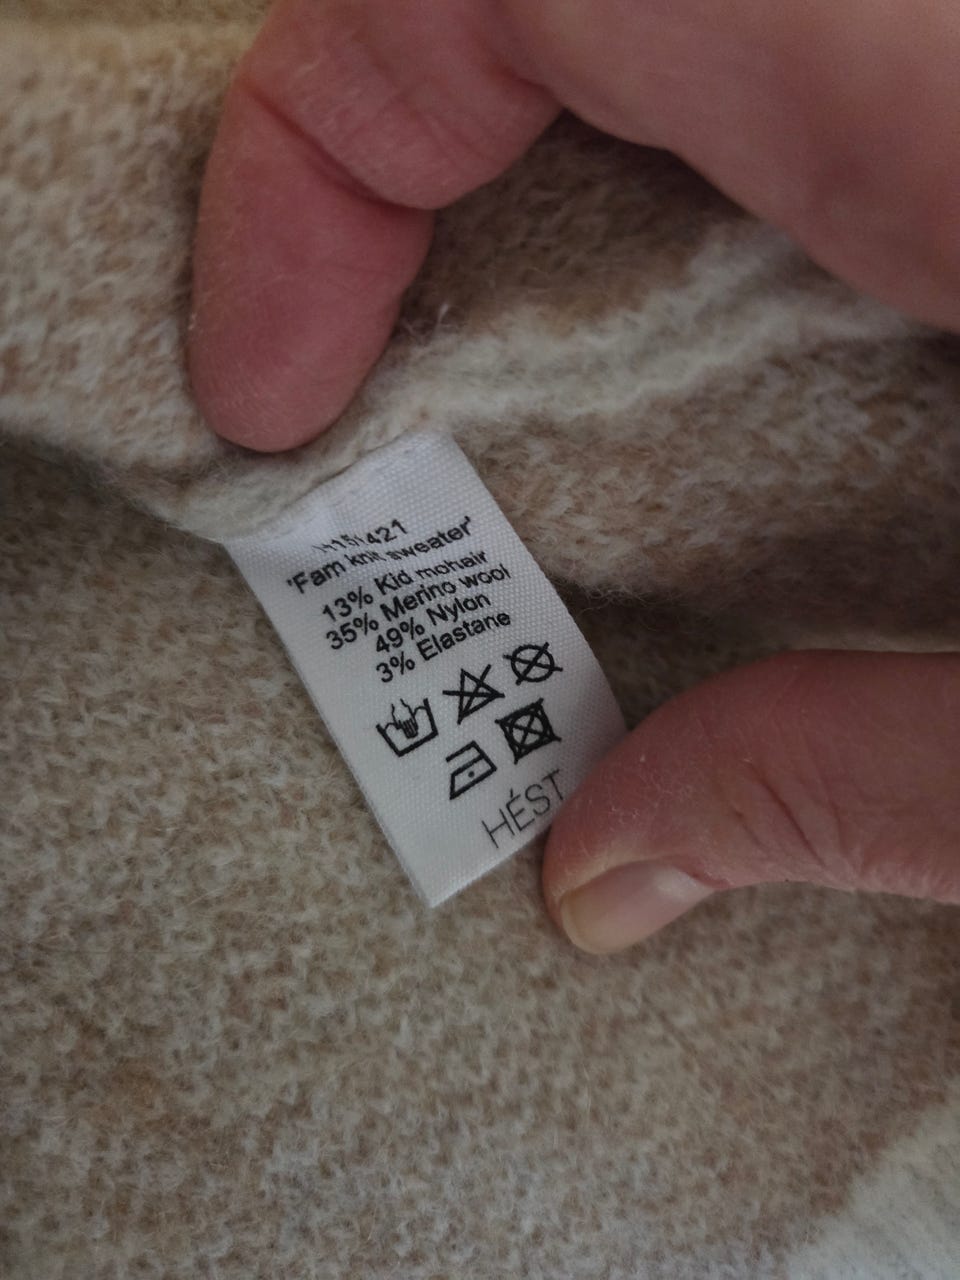 'Fam knit sweater'
13% Kid mohair
35% Merino wool
49% Nylon
3% Elastane
HÉST